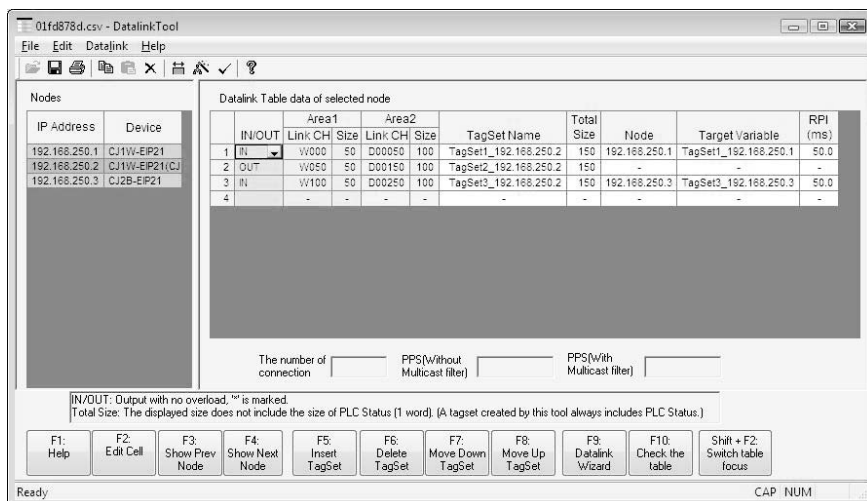 01fd878d.csv - DatalinkTool
File Edit Datalink Help
Nodes
IP Address Device
192.168.250.1 CJ1W-EIP21
192.168.250.2 CJ1W-EIP21(CJ
192.168.250.3 CJ2B-EIP21
Datalink Table data of selected node
Area1 Area2 Total RPI
IN/OUT Link CH Size Link CH Size TagSet Name Size Node Target Variable (ms)
1 IN W000 50 D00050 100 TagSet1_192.168.250.2 150 192.168.250.1 TagSet1_192.168.250.1 50.0
2 OUT W050 50 D00150 100 TagSet2_192.168.250.2 150 - - -
3 IN W100 50 D00250 100 TagSet3_192.168.250.2 150 192.168.250.3 TagSet3_192.168.250.3 50.0
4 - - - - - - - - -
The number of connection
PPS(Without Multicast filter)
PPS(With Multicast filter)
IN/OUT: Output with no overload, '*' is marked.
Total Size: The displayed size does not include the size of PLC Status (1 word). (A tagset created by this tool always includes PLC Status.)
F1: Help
F2: Edit Cell
F3: Show Prev Node
F4: Show Next Node
F5: Insert TagSet
F6: Delete TagSet
F7: Move Down TagSet
F8: Move Up TagSet
F9: Datalink Wizard
F10: Check the table
Shift + F2: Switch table focus
Ready CAP NUM